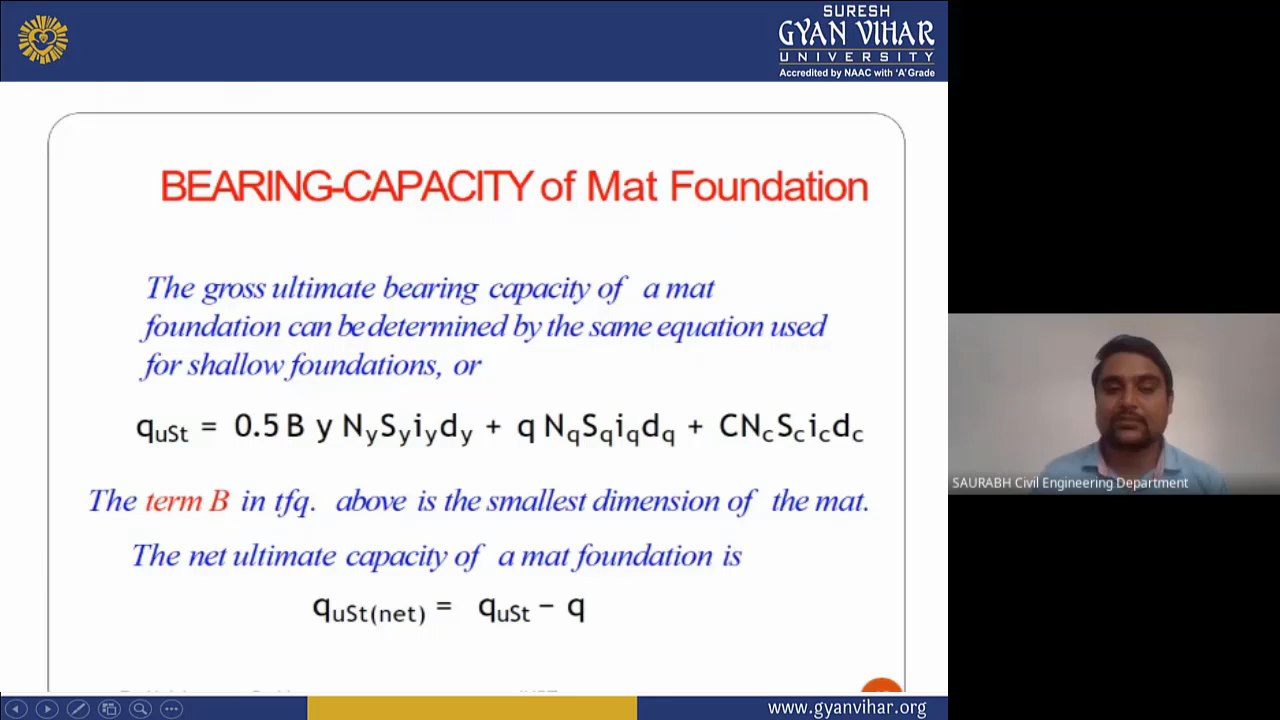 SURESH
GYAN VIHAR
UNIVERSITY
Accredited by NAAC with 'A' Grade
BEARING-CAPACITY of Mat Foundation
The gross ultimate bearing capacity of a mat
foundation can be determined by the same equation used
for shallow foundations, or
quSt = 0.5 B y NySyiydy + q NqSqiqdq + CNcScicdc
The term B in tfq. above is the smallest dimension of the mat.
The net ultimate capacity of a mat foundation is
quSt(net) = quSt − q
SAURABH Civil Engineering Department
www.gyanvihar.org